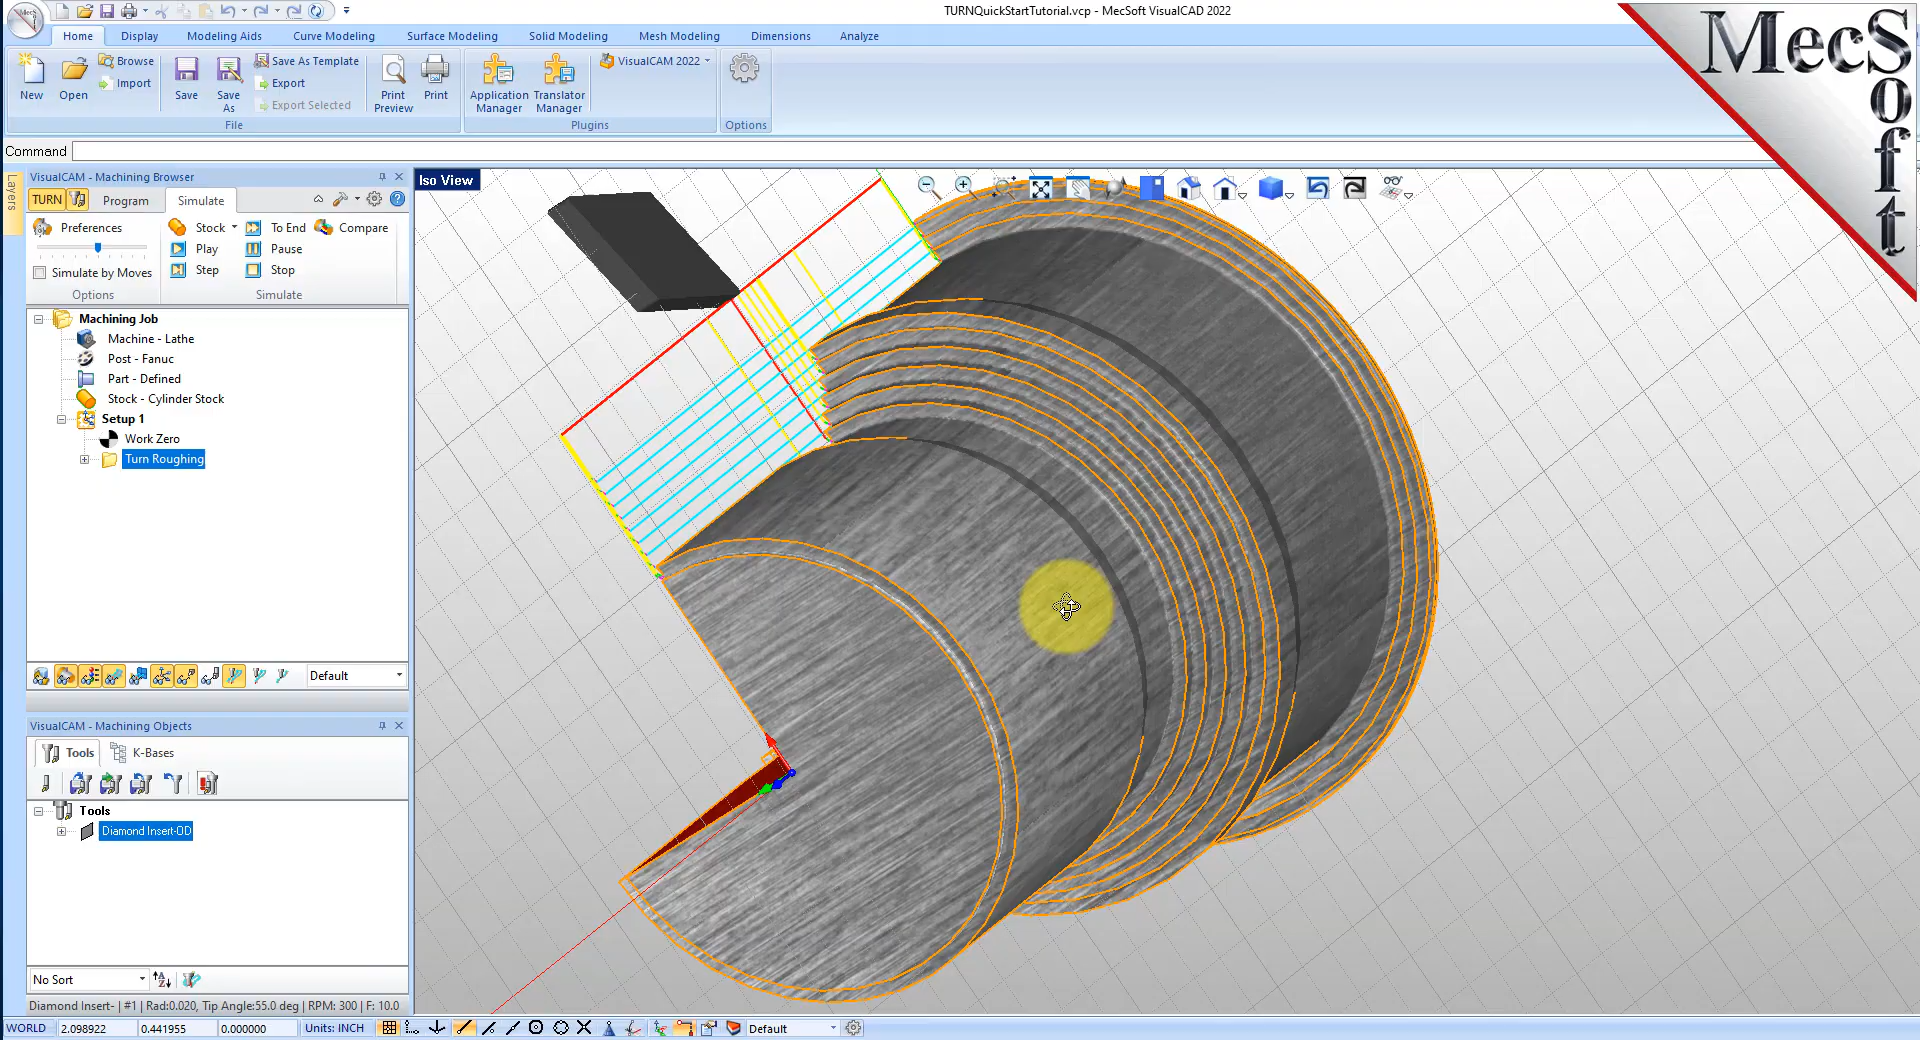 TURNQuickStartTutorial.vcp - MecSoft VisualCAD 2022
Home Display Modeling Aids Curve Modeling Surface Modeling Solid Modeling Mesh Modeling Dimensions Analyze
New
Open
Browse
Import
Save
Save As
Save As Template
Export
Export Selected
Print Preview
Print
File
Application Manager
Translator Manager
VisualCAM 2022
Plugins
Options
MecSoft
Command
Layers
VisualCAM - Machining Browser
TURN Program Simulate
Preferences Stock To End Compare
Play Pause
Simulate by Moves Step Stop
Options Simulate
Machining Job
Machine - Lathe
Post - Fanuc
Part - Defined
Stock - Cylinder Stock
Setup 1
Work Zero
Turn Roughing
Default
VisualCAM - Machining Objects
Tools K-Bases
Tools
Diamond Insert-OD
No Sort
Diamond Insert- | #1 | Rad:0.020, Tip Angle:55.0 deg | RPM: 300 | F: 10.0
Iso View
WORLD 2.098922 0.441955 0.000000 Units: INCH Default